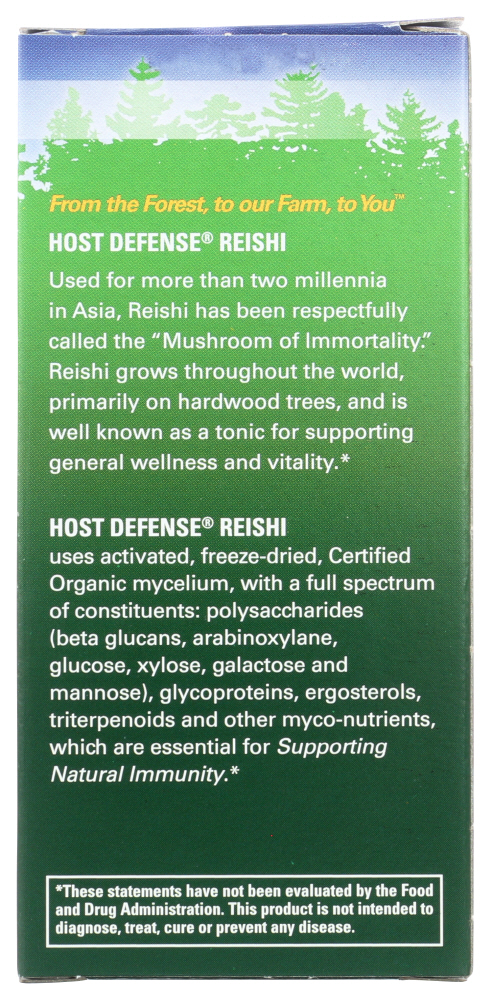 From the Forest, to our Farm, to You™
HOST DEFENSE® REISHI
Used for more than two millennia
in Asia, Reishi has been respectfully
called the “Mushroom of Immortality.”
Reishi grows throughout the world,
primarily on hardwood trees, and is
well known as a tonic for supporting
general wellness and vitality.*
HOST DEFENSE® REISHI
uses activated, freeze-dried, Certified
Organic mycelium, with a full spectrum
of constituents: polysaccharides
(beta glucans, arabinoxylane,
glucose, xylose, galactose and
mannose), glycoproteins, ergosterols,
triterpenoids and other myco-nutrients,
which are essential for Supporting
Natural Immunity.*
*These statements have not been evaluated by the Food
and Drug Administration. This product is not intended to
diagnose, treat, cure or prevent any disease.